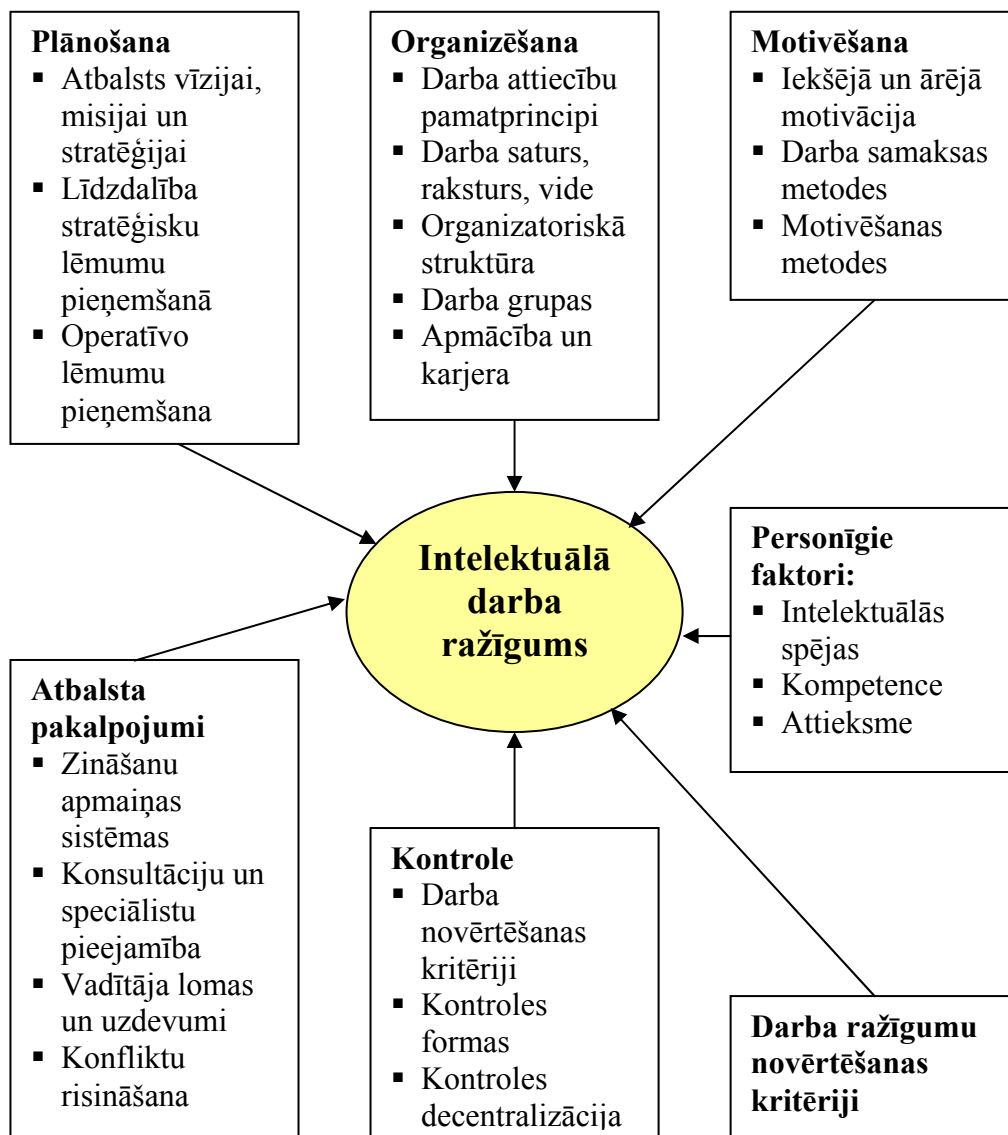 Plānošana
▪ Atbalsts vīzijai,
misijai un
stratēģijai
▪ Līdzdalība
stratēģisku
lēmumu
pieņemšanā
▪ Operatīvo
lēmumu
pieņemšana
Organizēšana
▪ Darba attiecību
pamatprincipi
▪ Darba saturs,
raksturs, vide
▪ Organizatoriskā
struktūra
▪ Darba grupas
▪ Apmācība un
karjera
Motivēšana
▪ Iekšējā un ārējā
motivācija
▪ Darba samaksas
metodes
▪ Motivēšanas
metodes
Intelektuālā
darba
ražīgums
Personīgie
faktori:
▪ Intelektuālās
spējas
▪ Kompetence
▪ Attieksme
Atbalsta
pakalpojumi
▪ Zināšanu
apmaiņas
sistēmas
▪ Konsultāciju un
speciālistu
pieejamība
▪ Vadītāja lomas
un uzdevumi
▪ Konfliktu
risināšana
Kontrole
▪ Darba
novērtēšanas
kritēriji
▪ Kontroles
formas
▪ Kontroles
decentralizācija
Darba ražīgumu
novērtēšanas
kritēriji